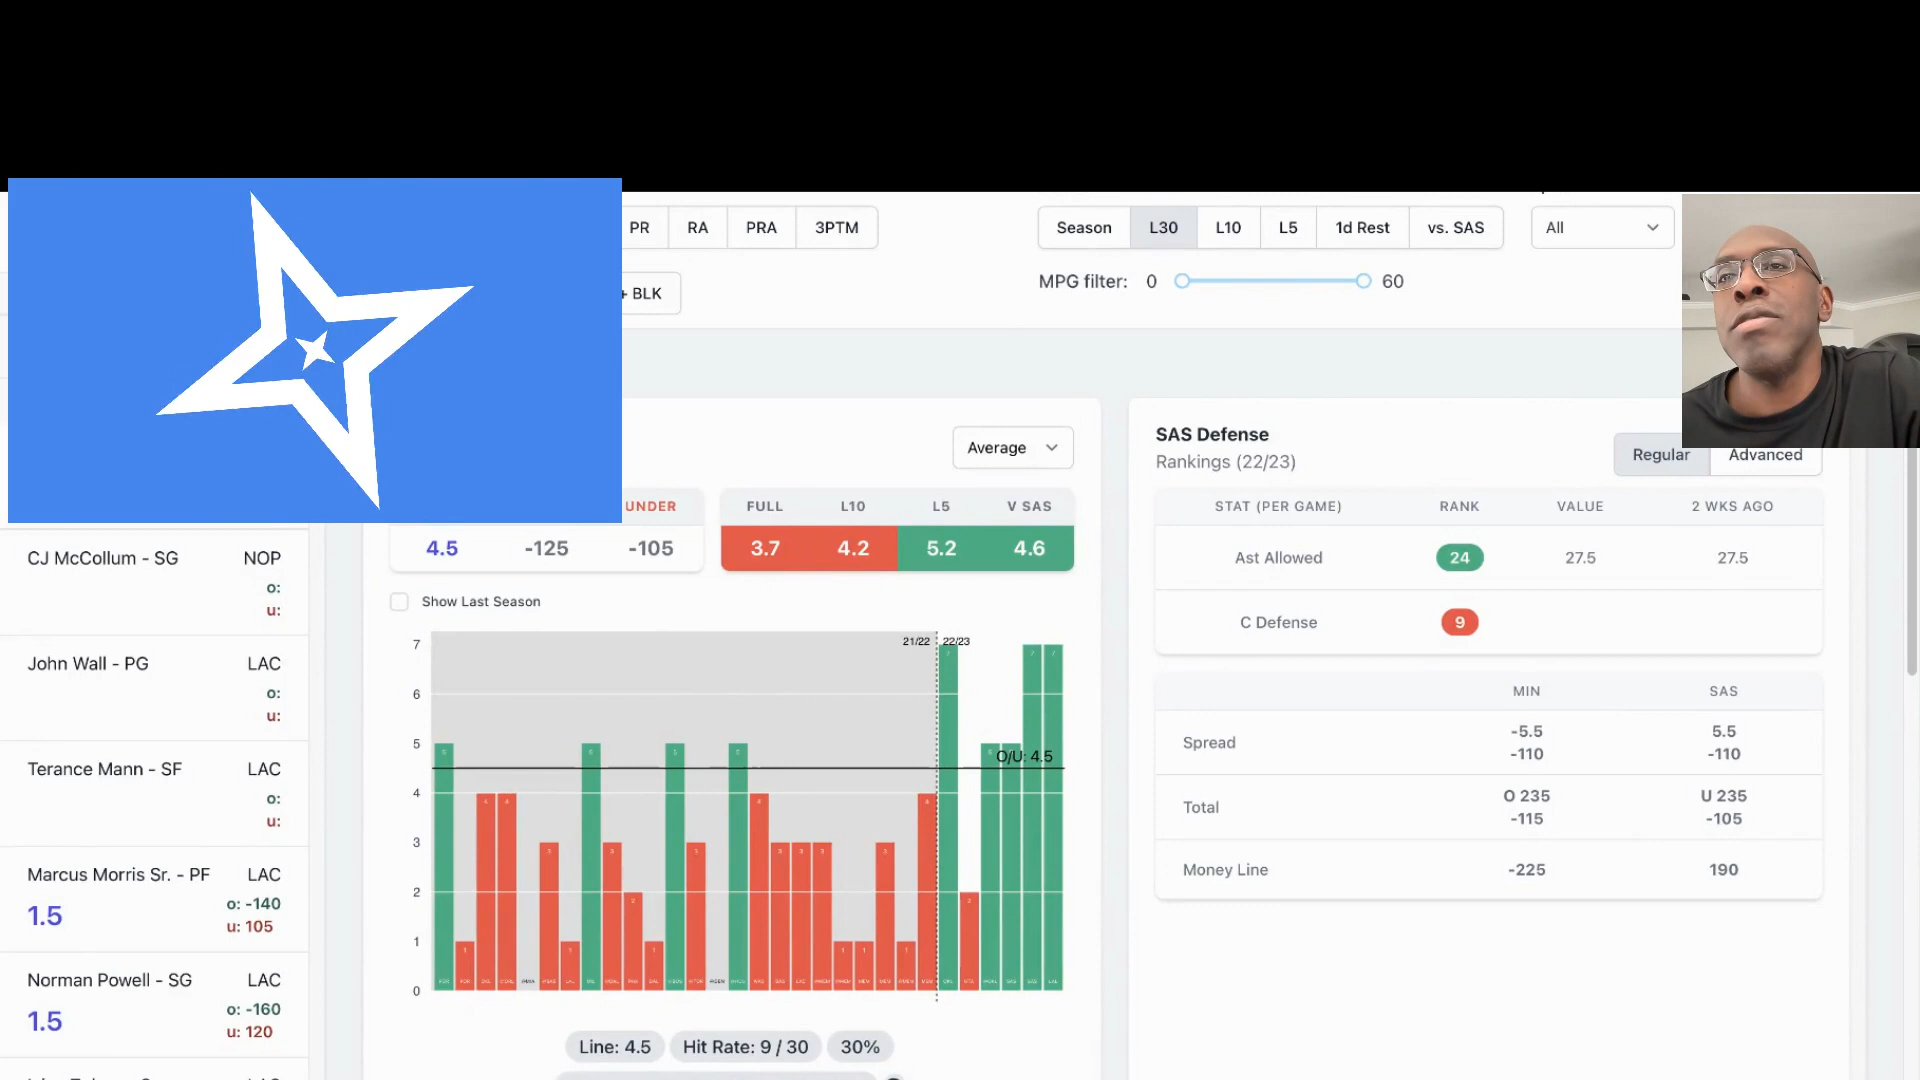 PR RA PRA 3PTM
Season L30 L10 L5 1d Rest vs. SAS
All
+ BLK
MPG filter: 0 60
Average
SAS Defense
Rankings (22/23)
Regular Advanced
UNDER
4.5 -125 -105
FULL L10 L5 V SAS
3.7 4.2 5.2 4.6
STAT (PER GAME) RANK VALUE 2 WKS AGO
Ast Allowed 24 27.5 27.5
C Defense 9
MIN SAS
Spread -5.5 5.5
-110 -110
Total O 235 U 235
-115 -105
Money Line -225 190
CJ McCollum - SG NOP
o:
u:
John Wall - PG LAC
o:
u:
Terance Mann - SF LAC
o:
u:
Marcus Morris Sr. - PF LAC
1.5 o: -140
u: 105
Norman Powell - SG LAC
1.5 o: -160
u: 120
Show Last Season
21/22 22/23
7
6
5
4
3
2
1
0
O/U: 4.5
Line: 4.5 Hit Rate: 9 / 30 30%